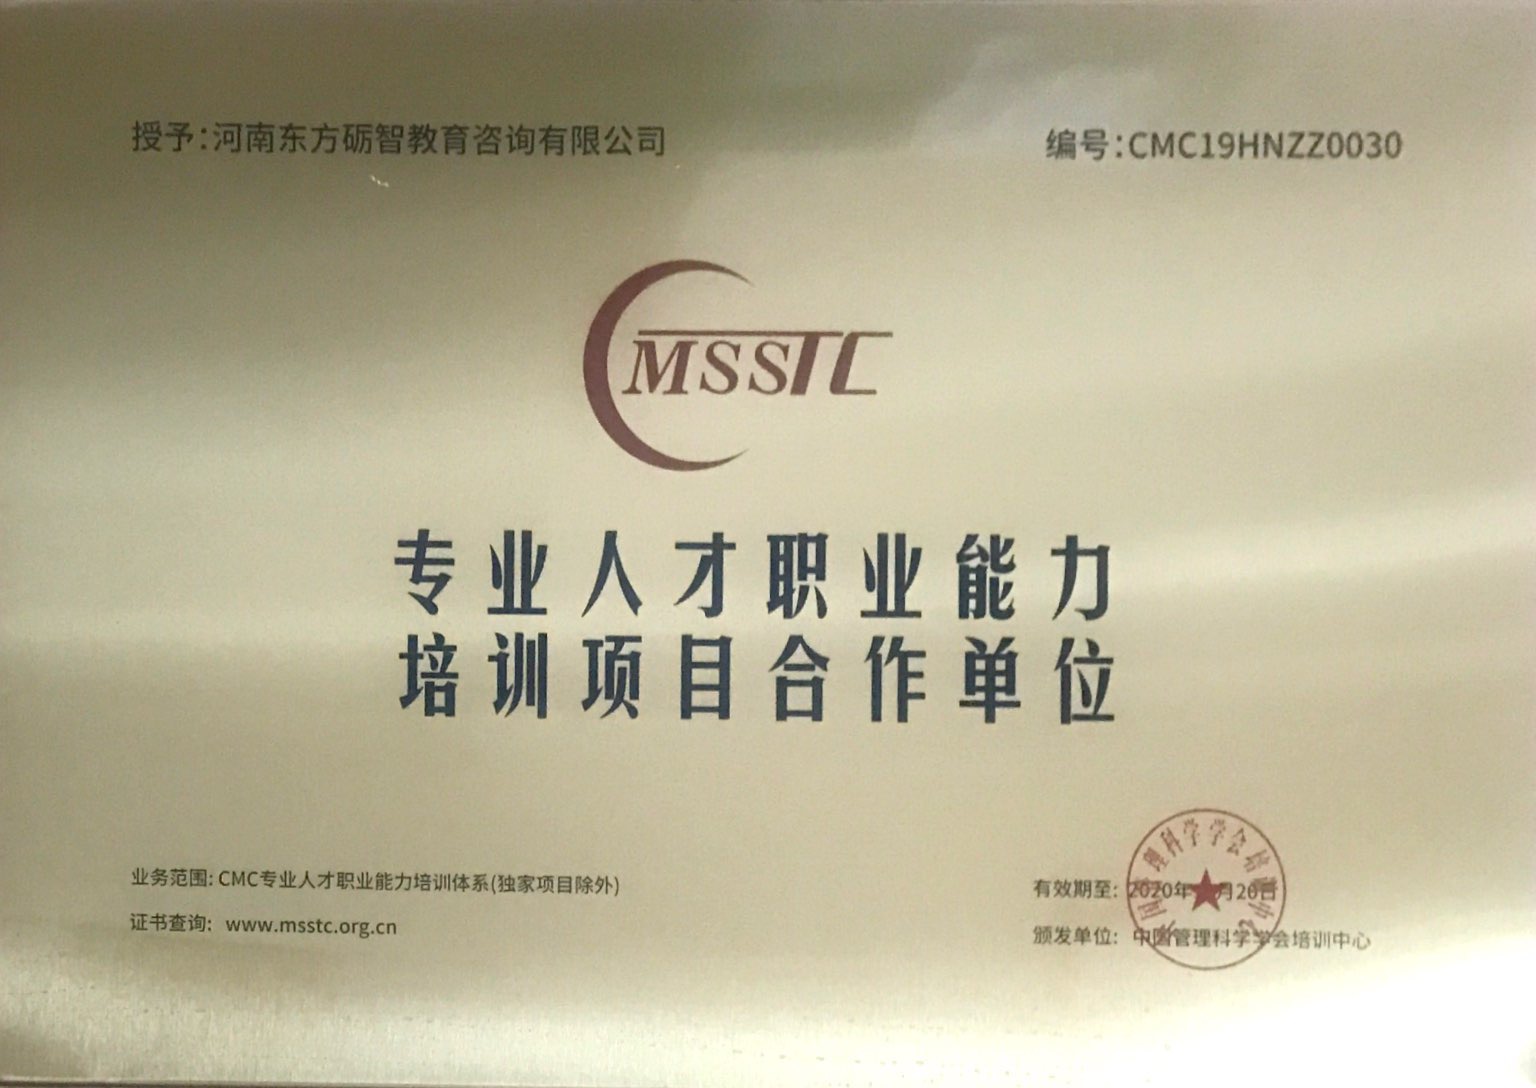 授予:河南东方砺智教育咨询有限公司
编号:CMC19HNZZ0030
MSSTC
专业人才职业能力
培训项目合作单位
业务范围: CMC专业人才职业能力培训体系(独家项目除外)
证书查询: www.msstc.org.cn
有效期至: 2020年 月20日
颁发单位: 中国管理科学学会培训中心